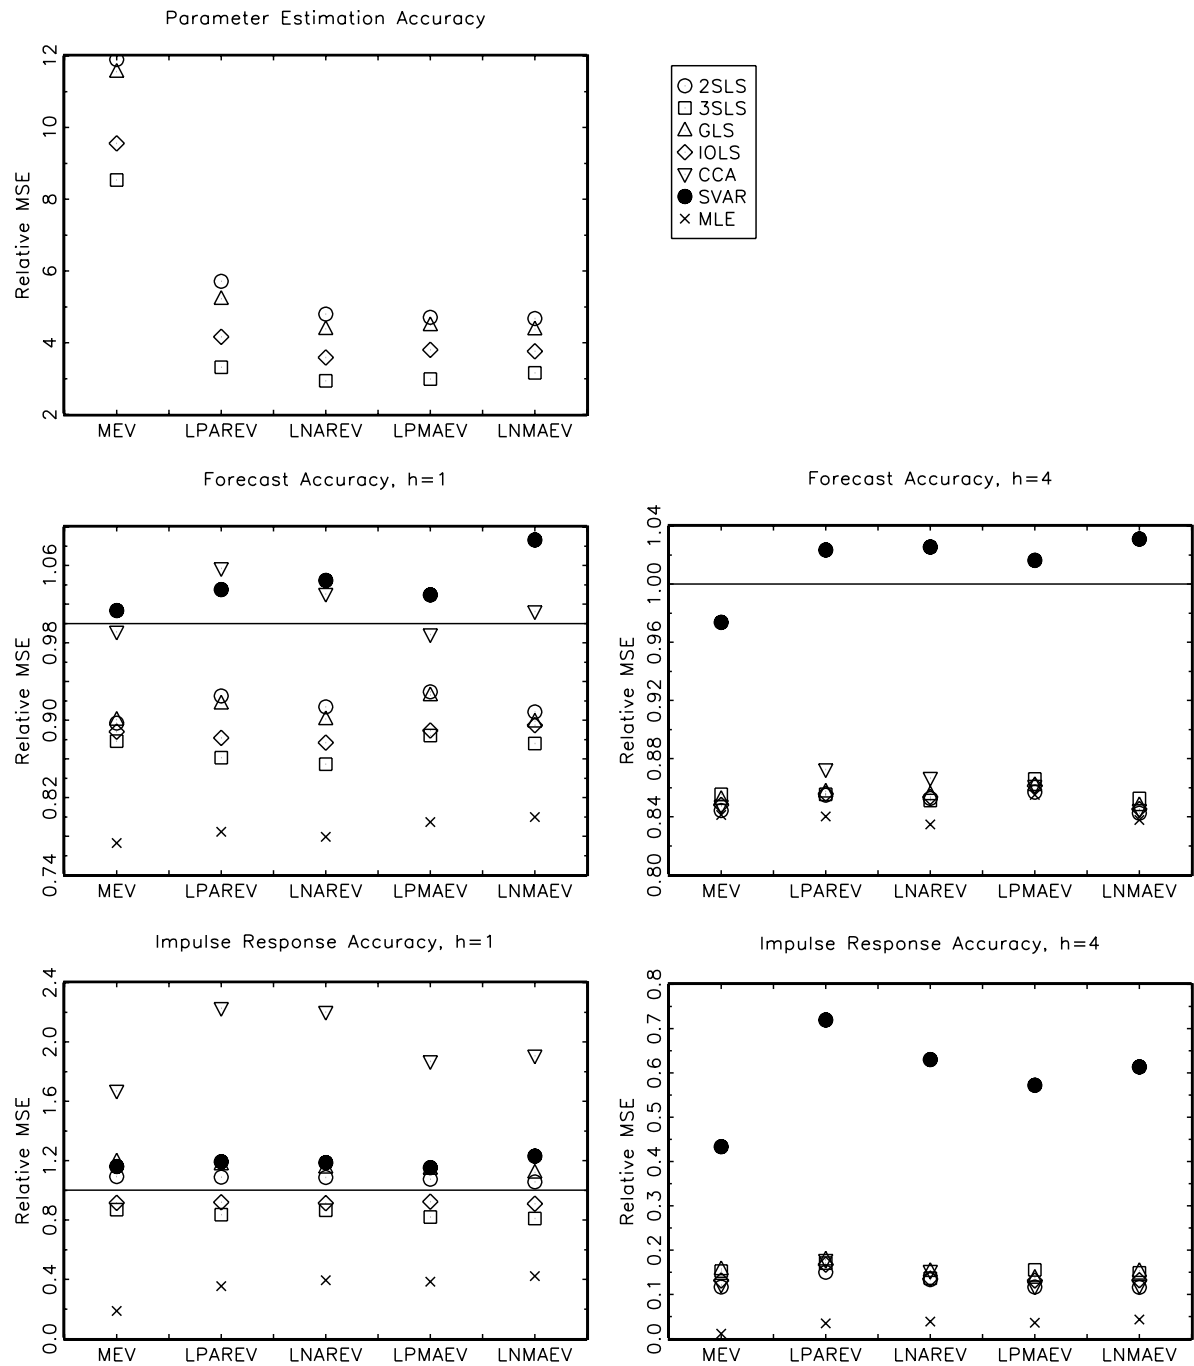 Parameter Estimation Accuracy
Relative MSE
12
10
8
6
4
2
MEV LPAREV LNAREV LPMAEV LNMAEV
2SLS
3SLS
GLS
IOLS
CCA
SVAR
MLE
Forecast Accuracy, h=1
Relative MSE
1.06
0.98
0.90
0.82
0.74
MEV LPAREV LNAREV LPMAEV LNMAEV
Forecast Accuracy, h=4
Relative MSE
1.04
1.00
0.96
0.92
0.88
0.84
0.80
MEV LPAREV LNAREV LPMAEV LNMAEV
Impulse Response Accuracy, h=1
Relative MSE
2.4
2.0
1.6
1.2
0.8
0.4
0.0
MEV LPAREV LNAREV LPMAEV LNMAEV
Impulse Response Accuracy, h=4
Relative MSE
0.8
0.7
0.6
0.5
0.4
0.3
0.2
0.1
0.0
MEV LPAREV LNAREV LPMAEV LNMAEV